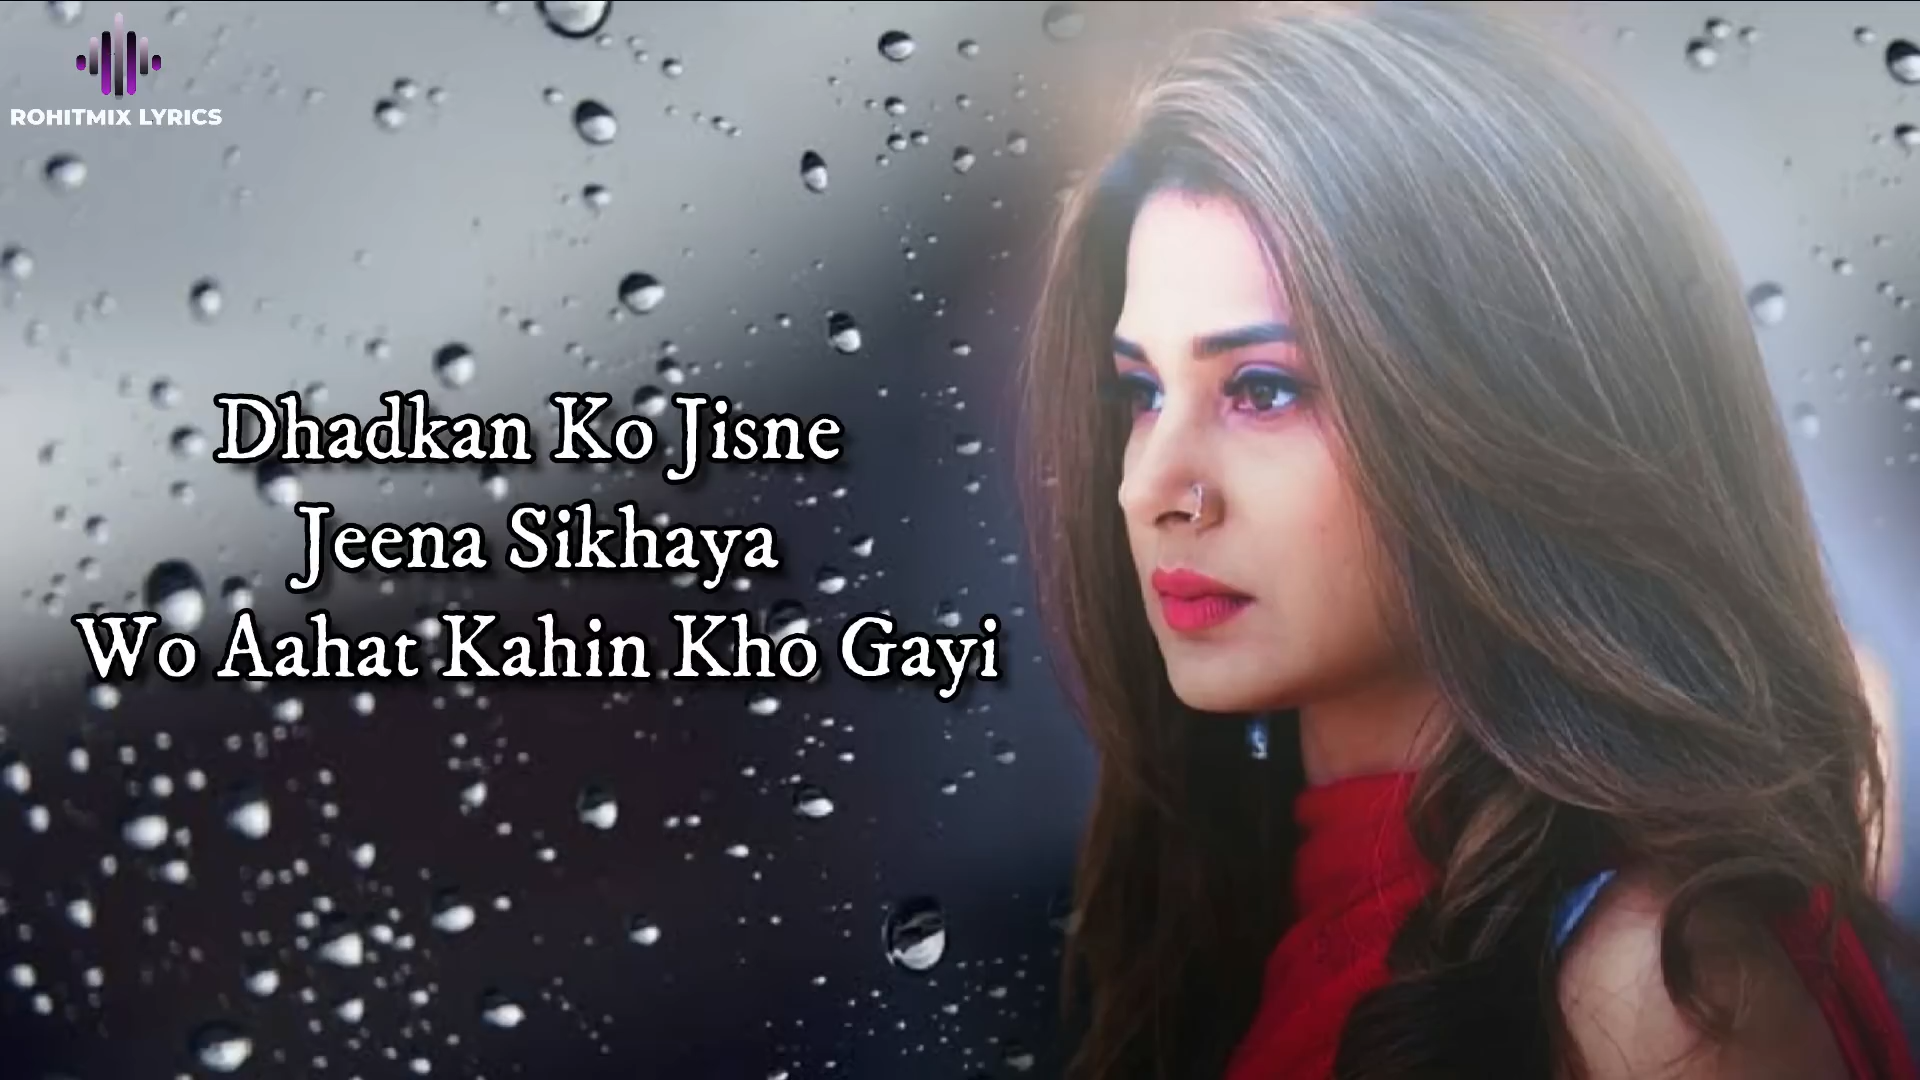 ROHITMIX LYRICS
Dhadkan Ko Jisne
Jeena Sikhaya
Wo Aahat Kahin Kho Gayi